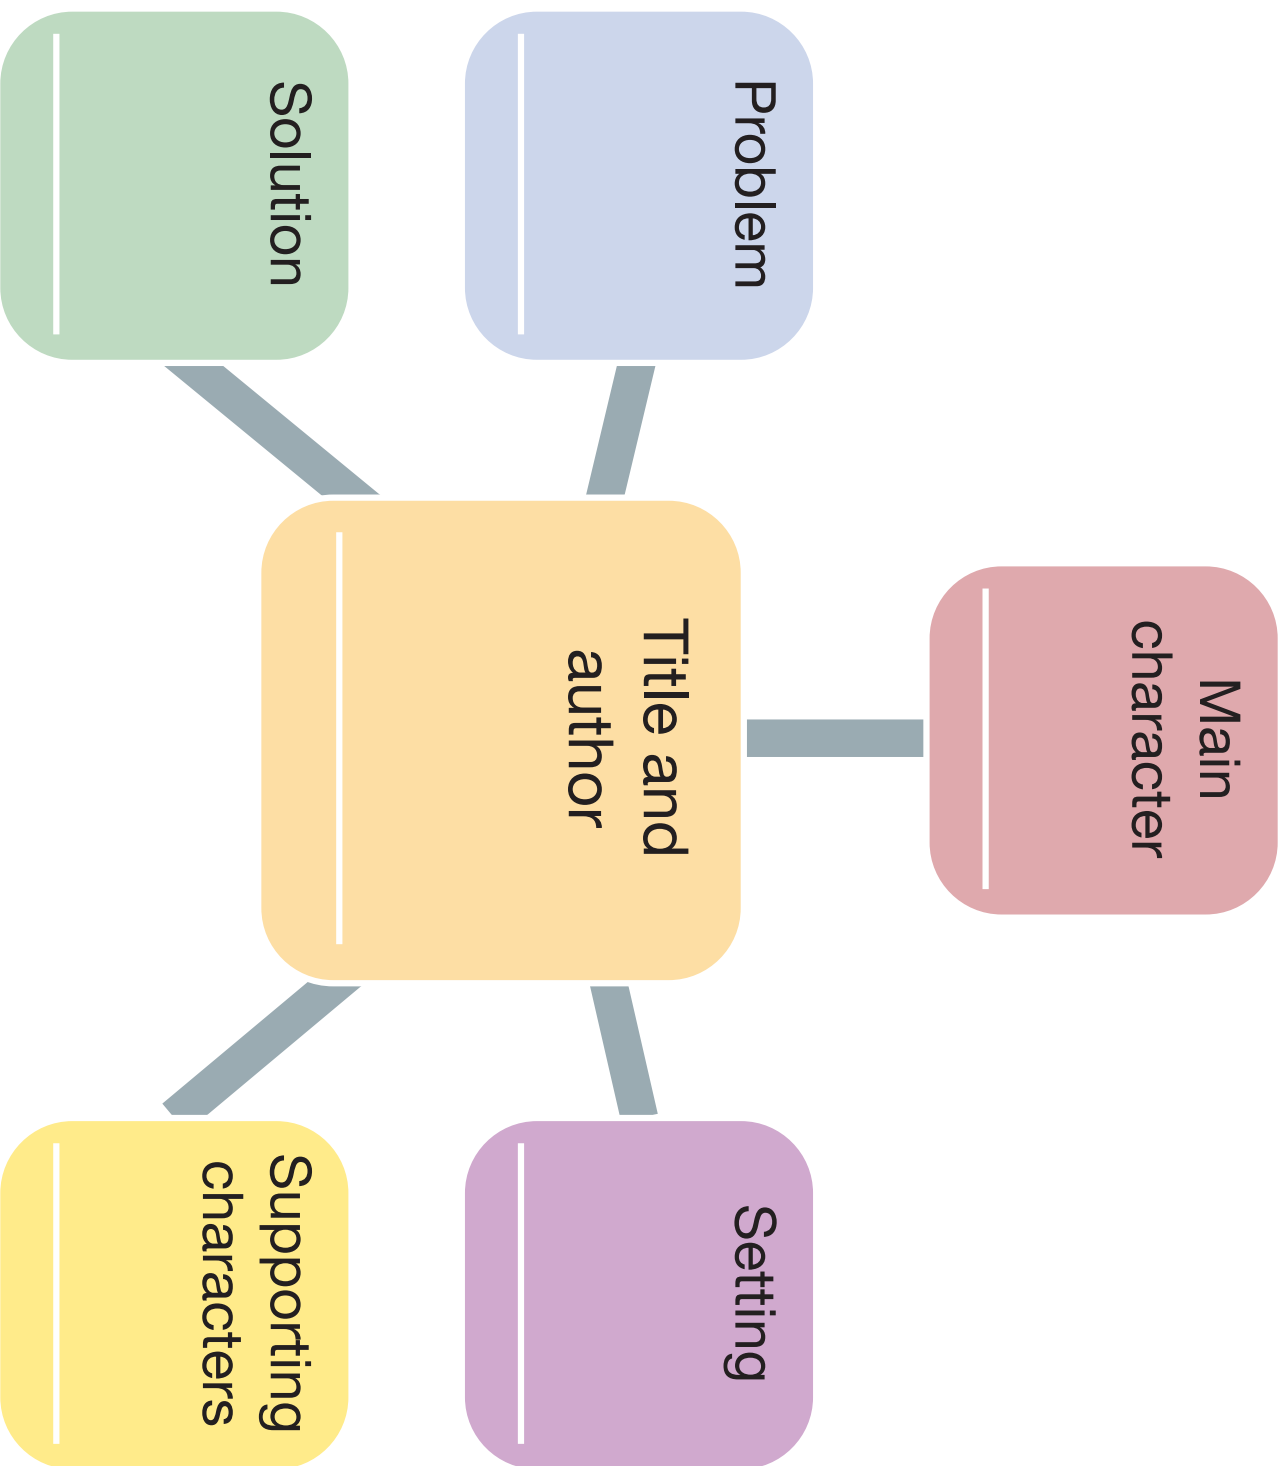 Main
character
Problem
Setting
Title and
author
Solution
Supporting
characters